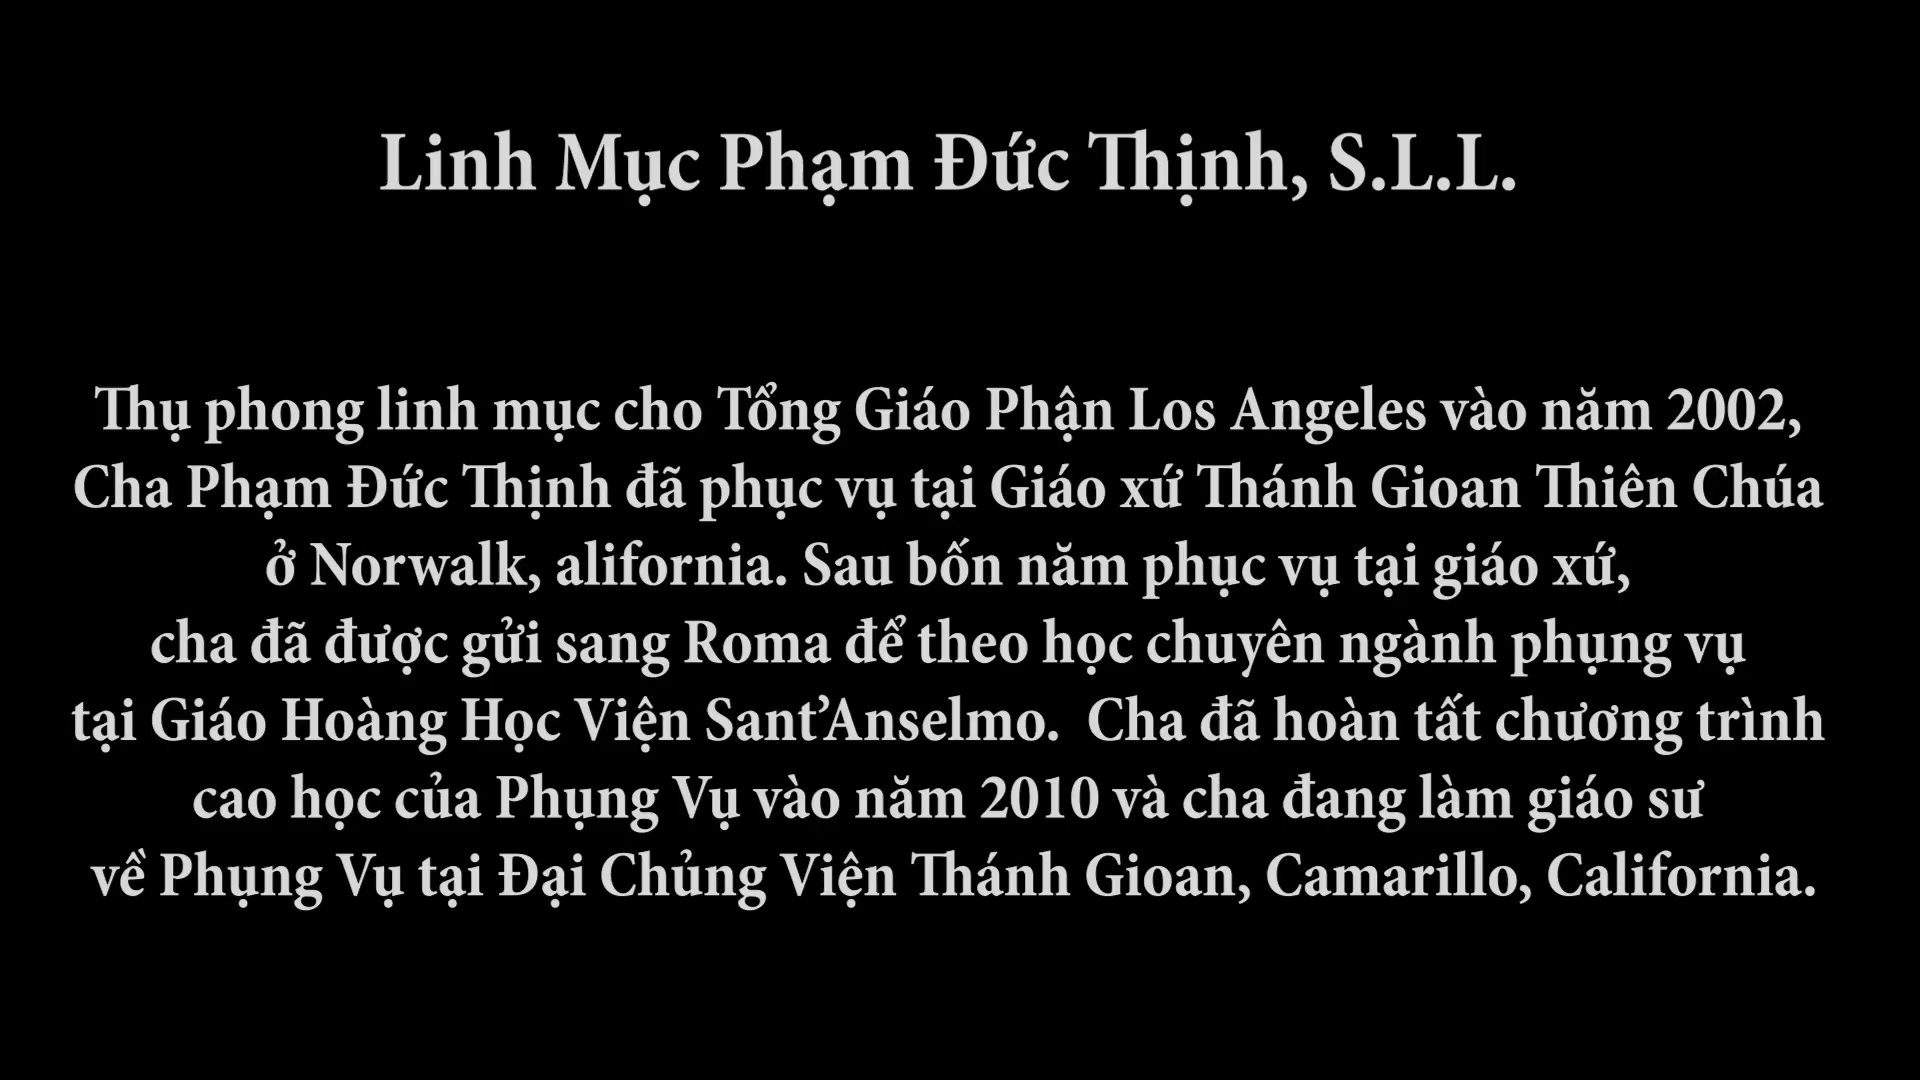 Linh Mục Phạm Đức Thịnh, S.L.L.
Thụ phong linh mục cho Tổng Giáo Phận Los Angeles vào năm 2002,
Cha Phạm Đức Thịnh đã phục vụ tại Giáo xứ Thánh Gioan Thiên Chúa
ở Norwalk, alifornia. Sau bốn năm phục vụ tại giáo xứ,
cha đã được gửi sang Roma để theo học chuyên ngành phụng vụ
tại Giáo Hoàng Học Viện Sant’Anselmo.  Cha đã hoàn tất chương trình
cao học của Phụng Vụ vào năm 2010 và cha đang làm giáo sư
về Phụng Vụ tại Đại Chủng Viện Thánh Gioan, Camarillo, California.